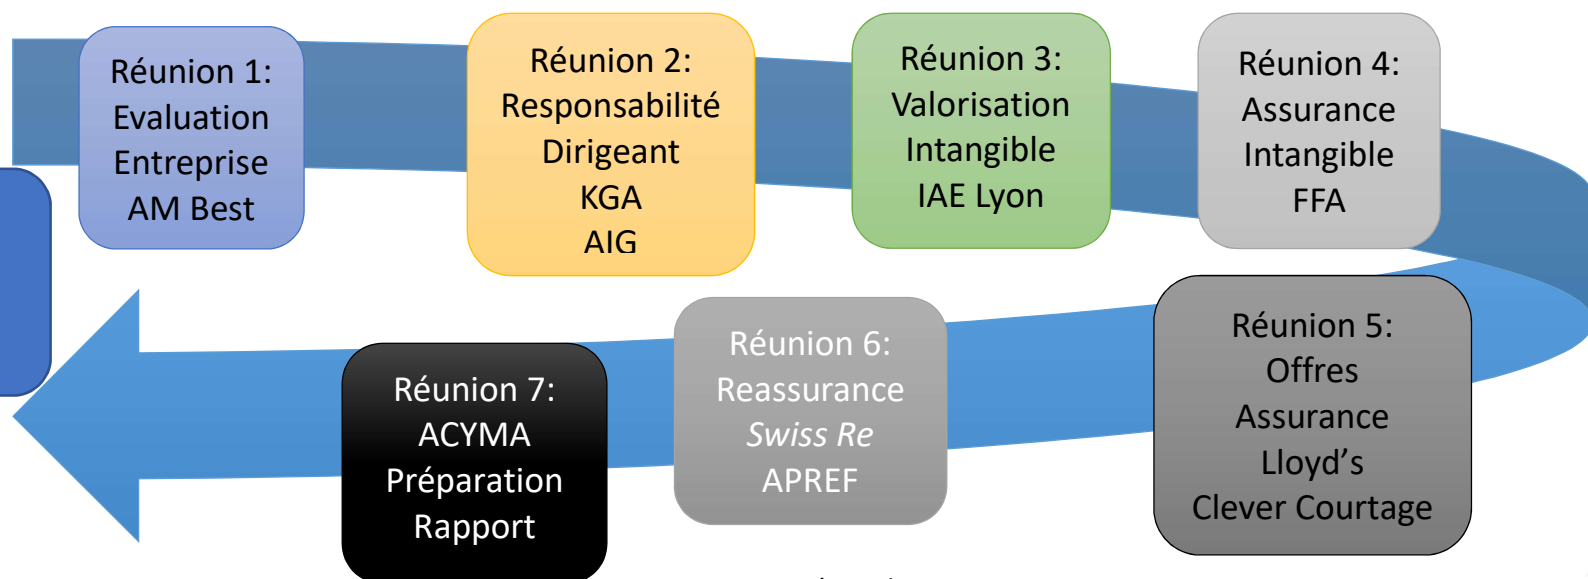 Réunion 1:
Evaluation
Entreprise
AM Best
Réunion 2:
Responsabilité
Dirigeant
KGA
AIG
Réunion 3:
Valorisation
Intangible
IAE Lyon
Réunion 4:
Assurance
Intangible
FFA
Réunion 5:
Offres
Assurance
Lloyd's
Clever Courtage
Réunion 6:
Reassurance
Swiss Re
APREF
Réunion 7:
ACYMA
Préparation
Rapport